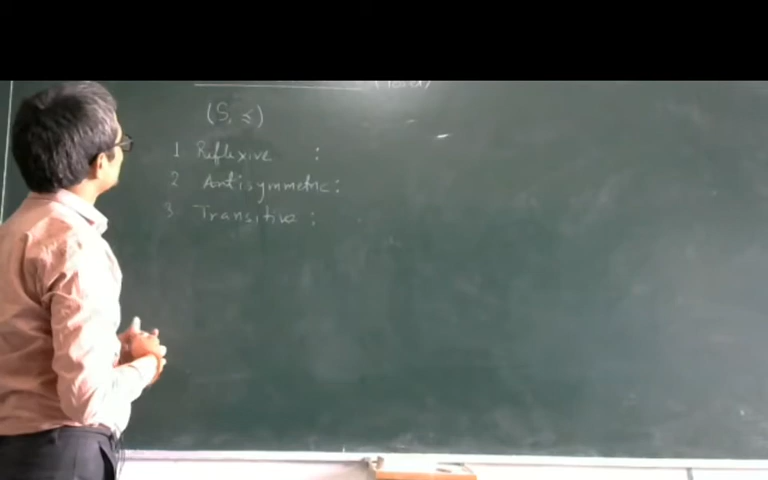 (S, ≼)
1 Reflexive :
2 Antisymmetric :
3 Transitive :